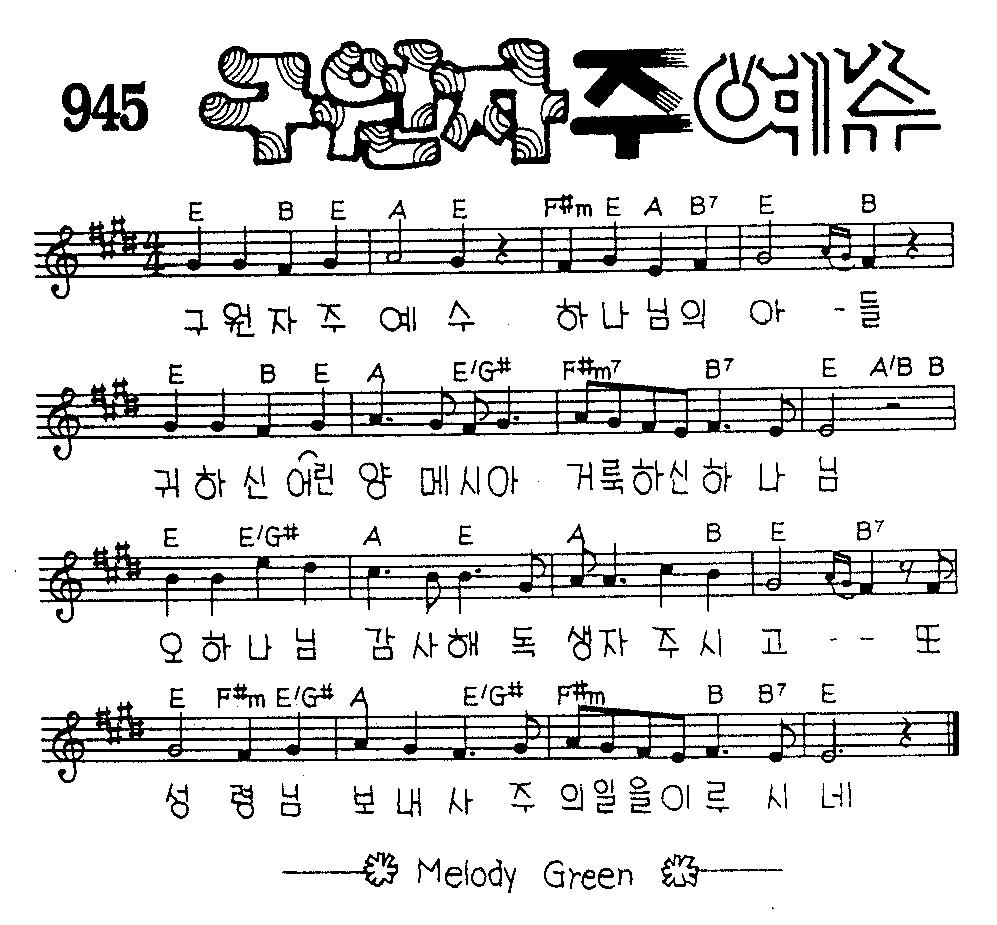 945 구원자 주 예수
E B E A E F#m E A B7 E B
구 원 자 주 예 수 하 나 님 의 아 - 들
E B E A E/G# F#m7 B7 E A/B B
귀 하 신 어린 양 메 시 아 거 룩 하 신 하 나 님
E E/G# A E A B E B7
오 하 나 님 감 사 해 독 생 자 주 시 고 - - 또
E F#m E/G# A E/G# F#m B B7 E
성 령 님 보 내 사 주 의 일 을 이 루 시 네
Melody Green